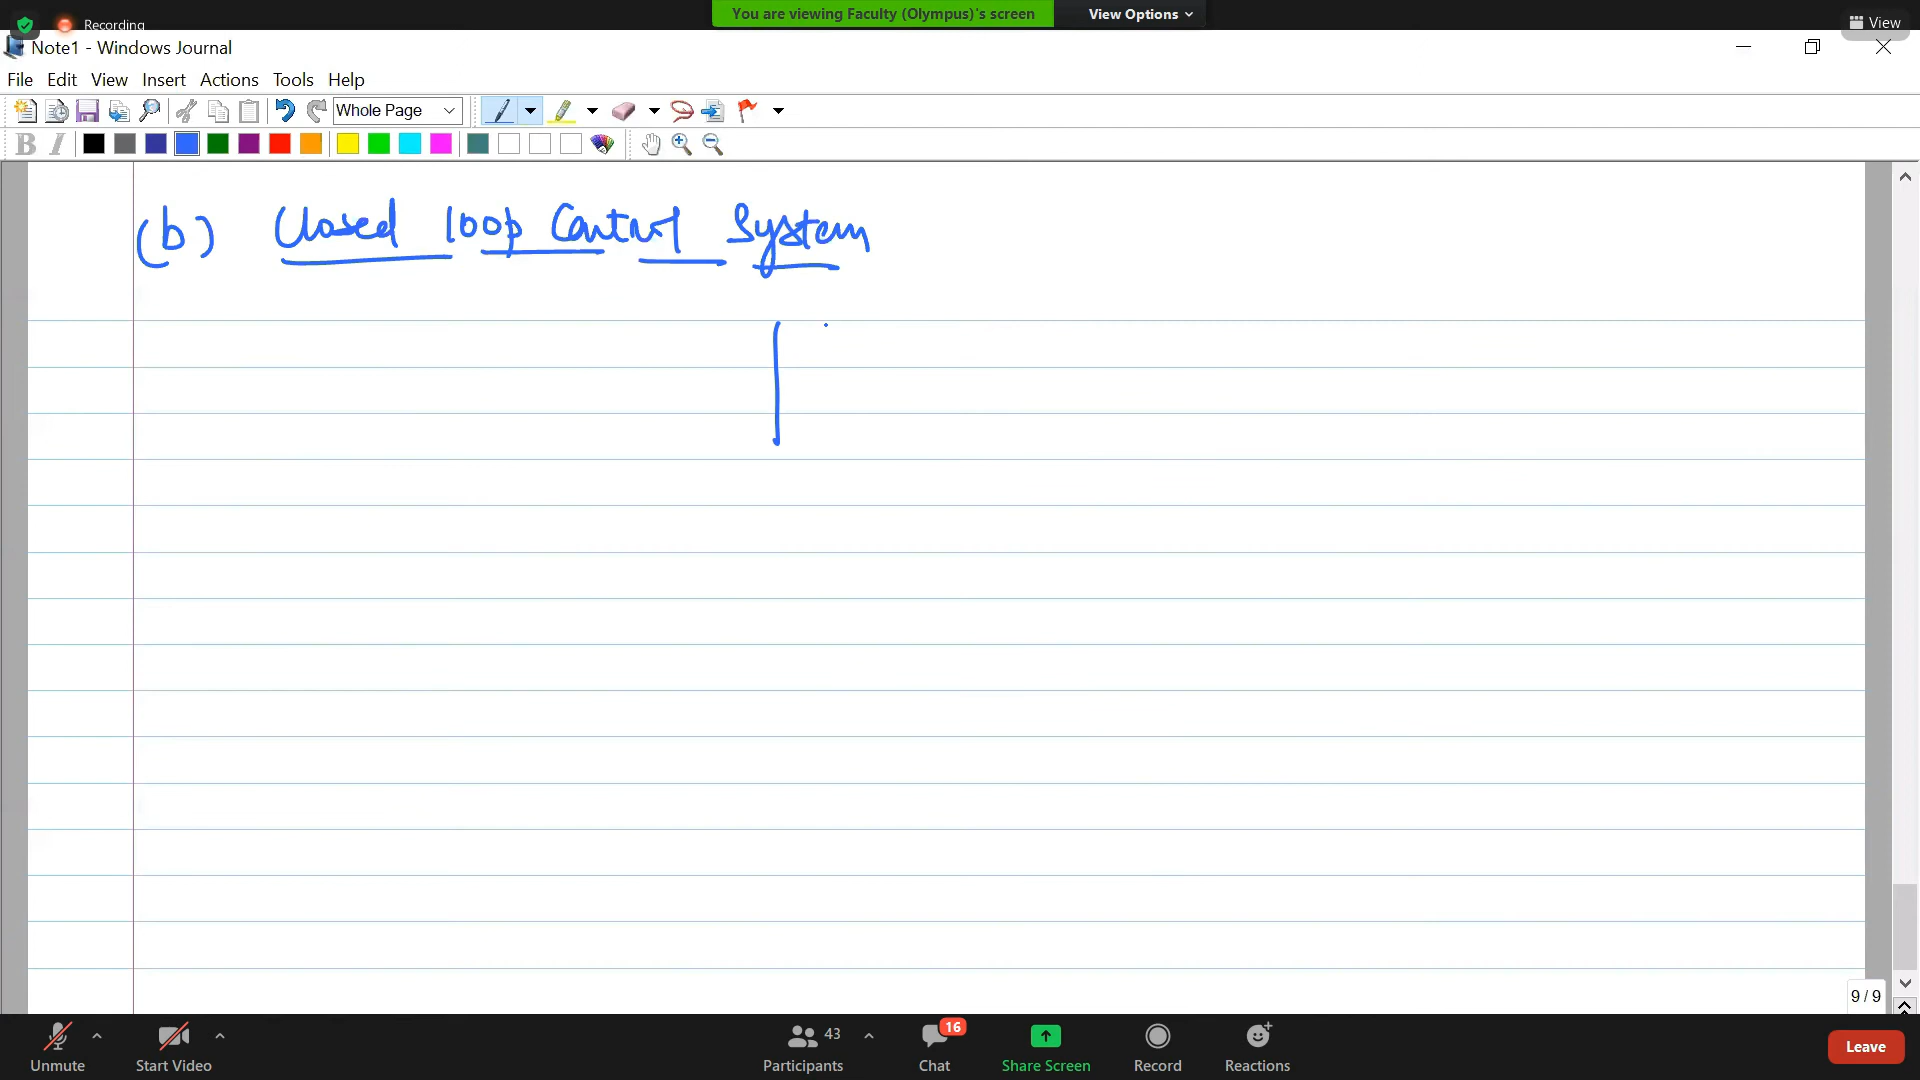 Recording
You are viewing Faculty (Olympus)'s screen
View Options
View
Note1 - Windows Journal
File Edit View Insert Actions Tools Help
Whole Page
B I
(b) Closed loop Control System
9 / 9
Unmute
Start Video
43
Participants
16
Chat
Share Screen
Record
Reactions
Leave